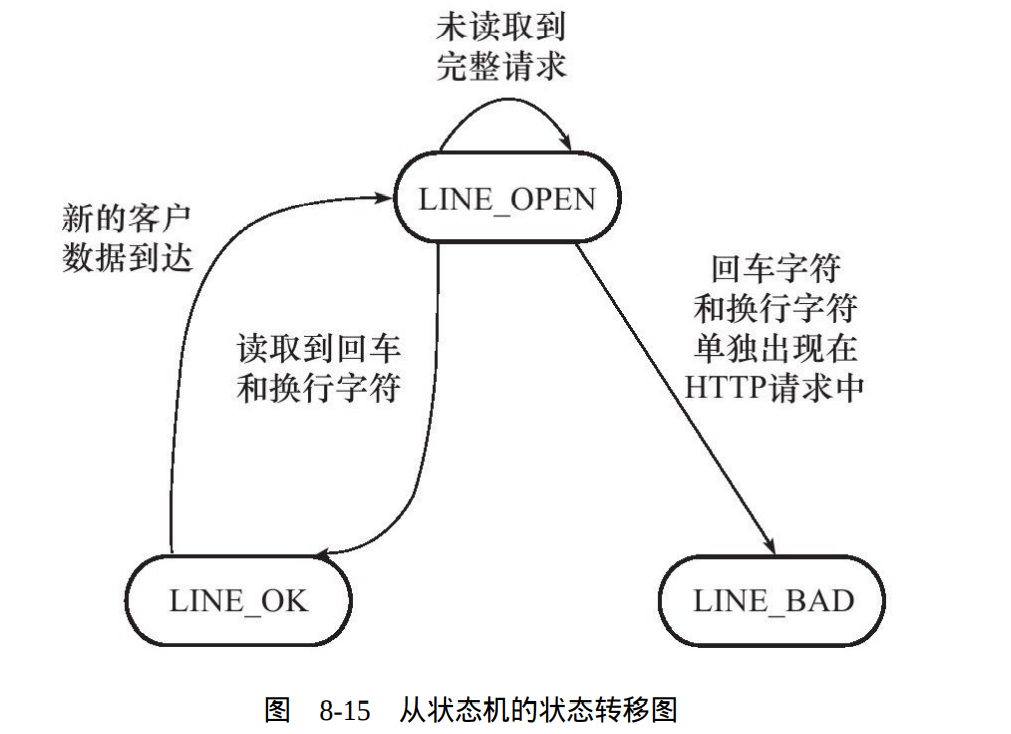 未读取到
完整请求
LINE_OPEN
新的客户
数据到达
读取到回车
和换行字符
回车字符
和换行字符
单独出现在
HTTP请求中
LINE_OK
LINE_BAD
图 8-15 从状态机的状态转移图